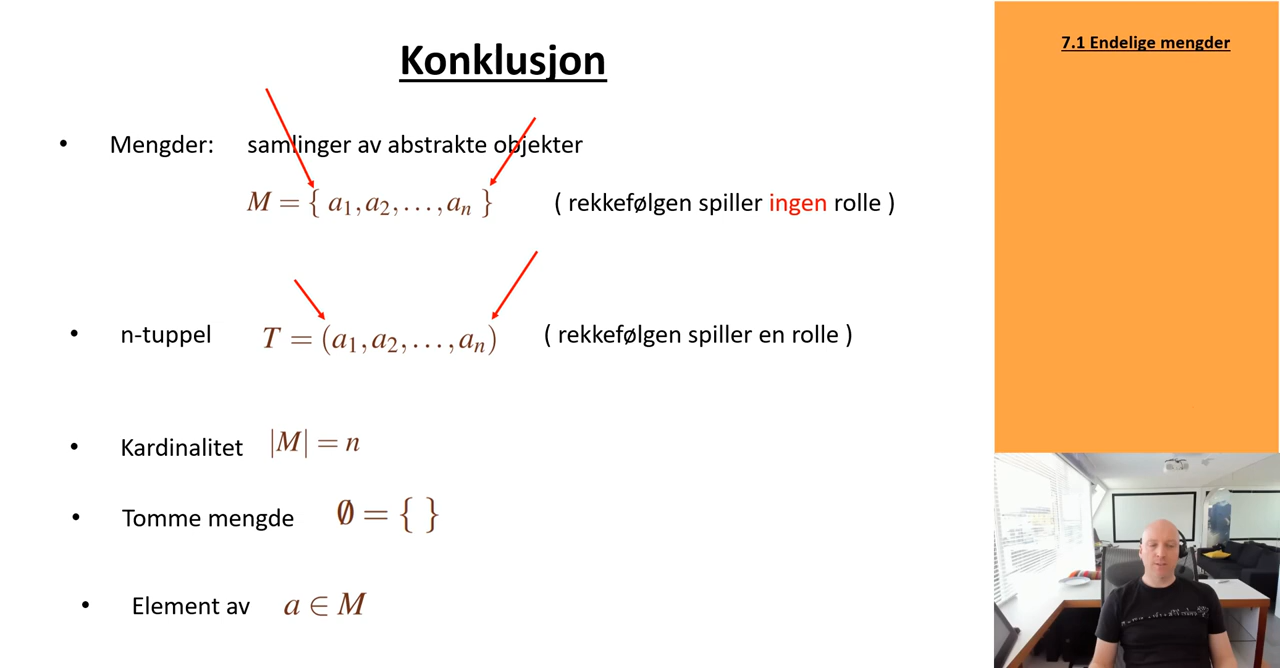 Konklusjon
7.1 Endelige mengder
• Mengder: samlinger av abstrakte objekter
M = { a₁, a₂, ..., aₙ } ( rekkefølgen spiller ingen rolle )
• n-tuppel T = (a₁, a₂, ..., aₙ) ( rekkefølgen spiller en rolle )
• Kardinalitet |M| = n
• Tomme mengde ∅ = { }
• Element av a ∈ M